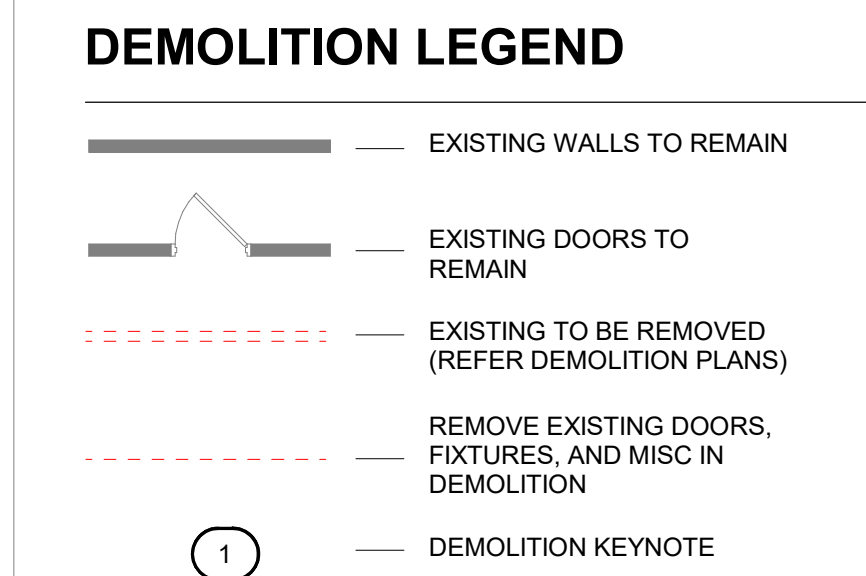 DEMOLITION LEGEND
EXISTING WALLS TO REMAIN
EXISTING DOORS TO
REMAIN
EXISTING TO BE REMOVED
(REFER DEMOLITION PLANS)
REMOVE EXISTING DOORS,
FIXTURES, AND MISC IN
DEMOLITION
1
DEMOLITION KEYNOTE